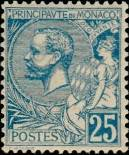 PRINCIPAUTÉ DE MONACO
POSTES
25